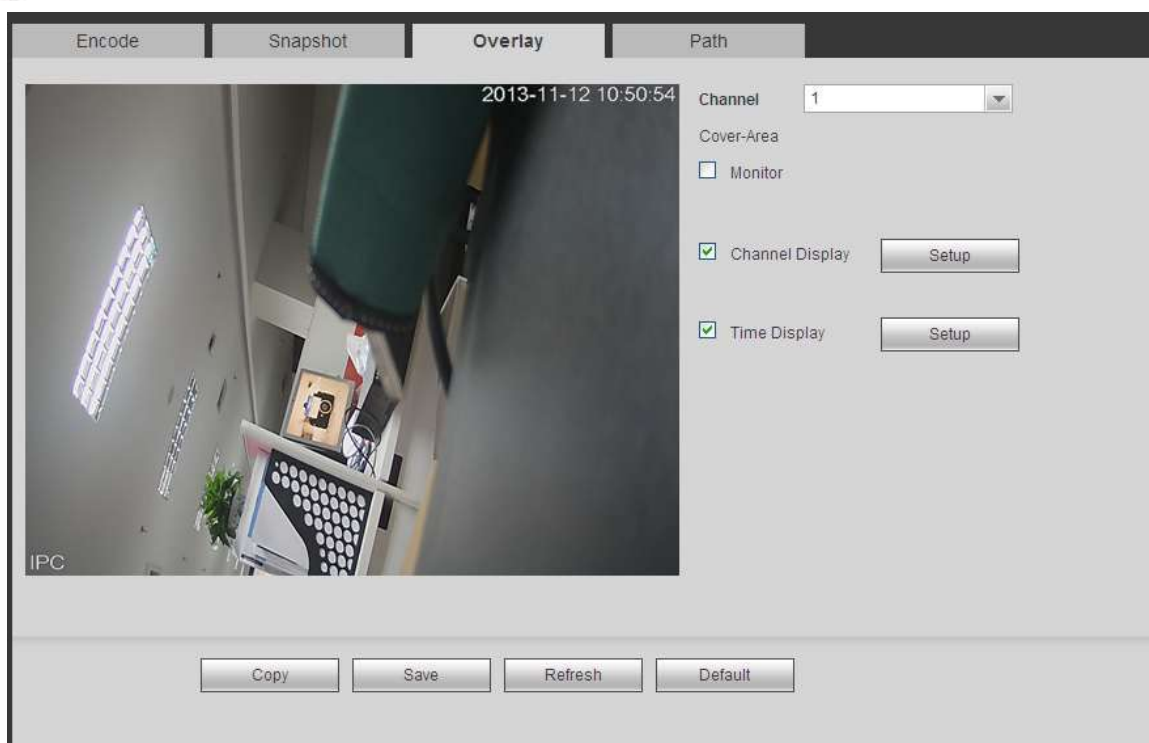 Encode Snapshot Overlay Path
2013-11-12 10:50:54
Channel 1
Cover-Area
Monitor
Channel Display Setup
Time Display Setup
IPC
Copy Save Refresh Default